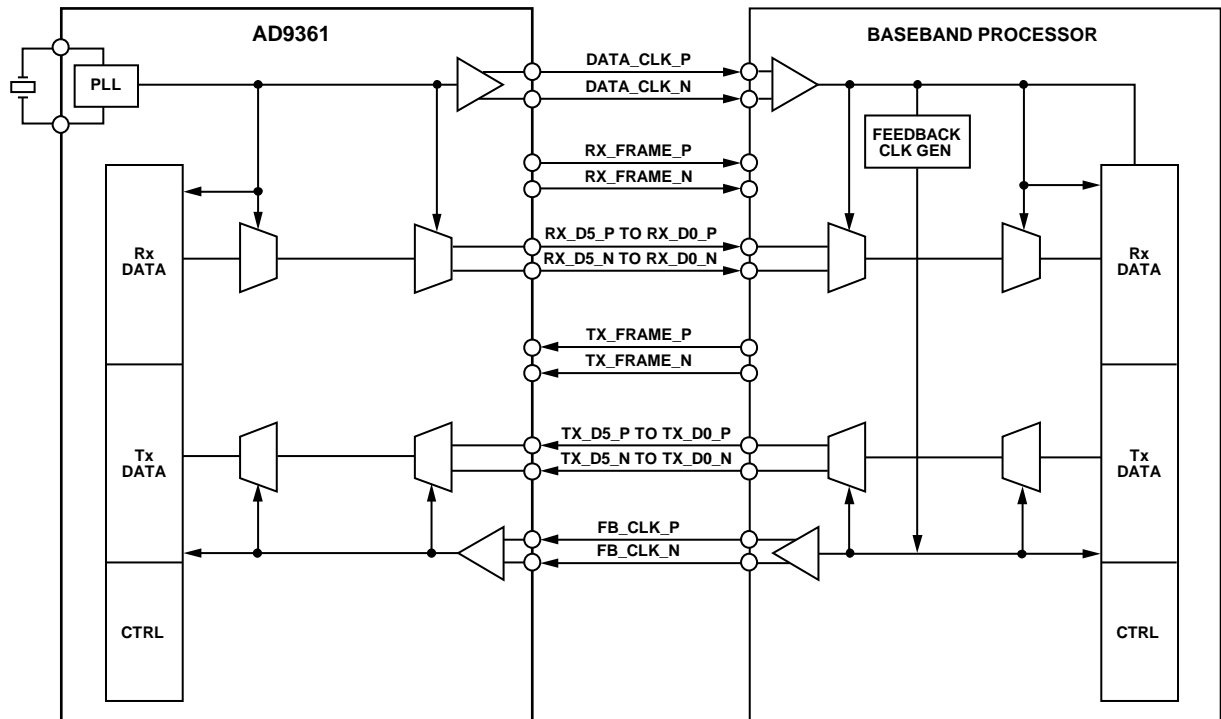 AD9361
BASEBAND PROCESSOR
PLL
DATA_CLK_P
DATA_CLK_N
FEEDBACK
CLK GEN
RX_FRAME_P
RX_FRAME_N
Rx
DATA
RX_D5_P TO RX_D0_P
RX_D5_N TO RX_D0_N
Rx
DATA
TX_FRAME_P
TX_FRAME_N
Tx
DATA
TX_D5_P TO TX_D0_P
TX_D5_N TO TX_D0_N
Tx
DATA
FB_CLK_P
FB_CLK_N
CTRL
CTRL